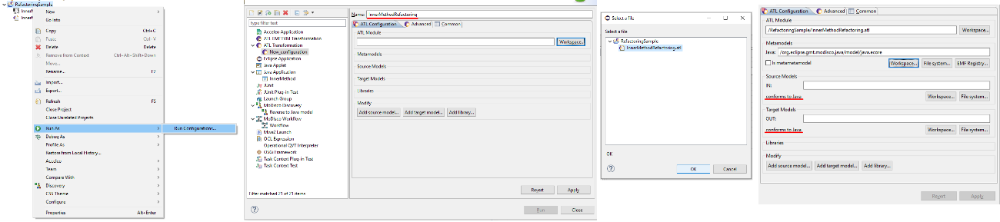 RefactoringSample
New
Go Into
Copy Ctrl+C
Paste Ctrl-V
Delete Delete
Remove from Context Ctrl-Alt-Shift+Down
Move...
Rename... F2
Import...
Export...
Refresh F5
Close Project
Close Unrelated Projects
Run As
Run Configurations...
Debug As
Profile As
Restore from Local History...
Acceleo
Team
Compare With
Discovery
CSS Theme
Configure
Properties Alt+Enter
type filter text
Acceleo Application
ATL EMFTVM Transformation
ATL Transformation
New_configuration
Eclipse Application
Java Applet
Java Application
InnerMethod
JUnit
JUnit Plug-in Test
Launch Group
MoDisco Discovery
Reverse to Java model
MoDisco Workflow
Workflow
Mwe2 Launch
OCL Expression
Operational QVT Interpreter
OSGi Framework
Task Context Plug-in Test
Task Context Test
Filter matched 21 of 21 items
Name: InnerMethodRefactoring
ATL Configuration Advanced Common
ATL Module
Workspace...
Metamodels
Source Models
Target Models
Libraries
Modify
Add source model... Add target model... Add library...
Revert Apply
Run Close
Select a file
Select a file
RefactoringSample
InnerMethodRefactoring.atl
OK
OK Cancel
ATL Configuration Advanced Common
ATL Module
/RefactoringSample/InnerMethodRefactoring.atl Workspace...
Metamodels
Java: /org.eclipse.gmt.modisco.java/model/java.ecore
Is metametamodel Workspace... File system... EMF Registry...
Source Models
IN:
conforms to Java Workspace... File system...
Target Models
OUT:
conforms to Java Workspace... File system...
Libraries
Modify
Add source model... Add target model... Add library...
Revert Apply